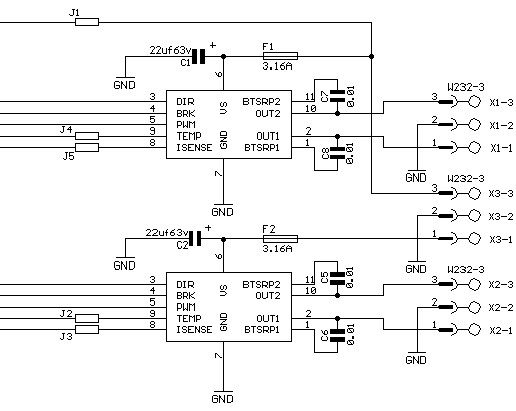 J1
22uf63v + F1
C1 3.16A
GND 6
W232-3
3 DIR VS BTSRP2 11 C7 0.01 3 X1-3
4 BRK OUT2 10
5 PWM 2 X1-2
J4 9 TEMP GND OUT1 2 C8 0.01 1 X1-1
J5 8 ISENSE BTSRP1 1
7 GND
W232-3
GND 3 X3-3
22uf63v + F2 2 X3-2
C2 3.16A 1 X3-1
GND 6 GND
W232-3
3 DIR VS BTSRP2 11 C5 0.01 3 X2-3
4 BRK OUT2 10
5 PWM 2 X2-2
J2 9 TEMP GND OUT1 2 C6 0.01 1 X2-1
J3 8 ISENSE BTSRP1 1
7 GND
GND